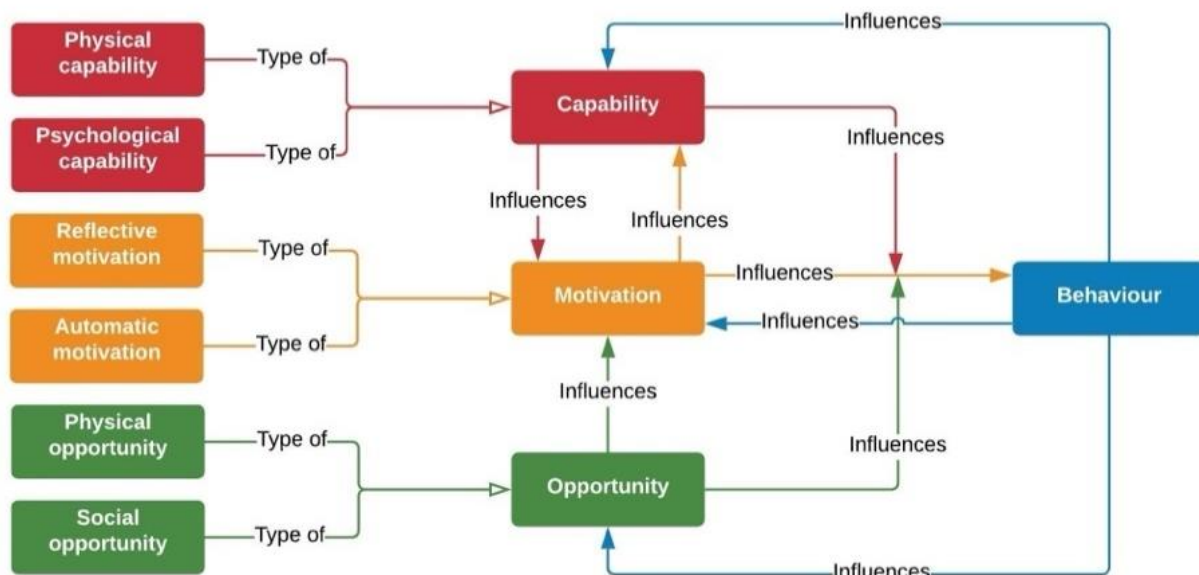 Influences
Physical
capability
Type of
Capability
Influences
Psychological
capability
Type of
Influences
Influences
Reflective
motivation
Type of
Motivation
Influences
Behaviour
Influences
Automatic
motivation
Type of
Influences
Physical
opportunity
Type of
Influences
Opportunity
Social
opportunity
Type of
Influences